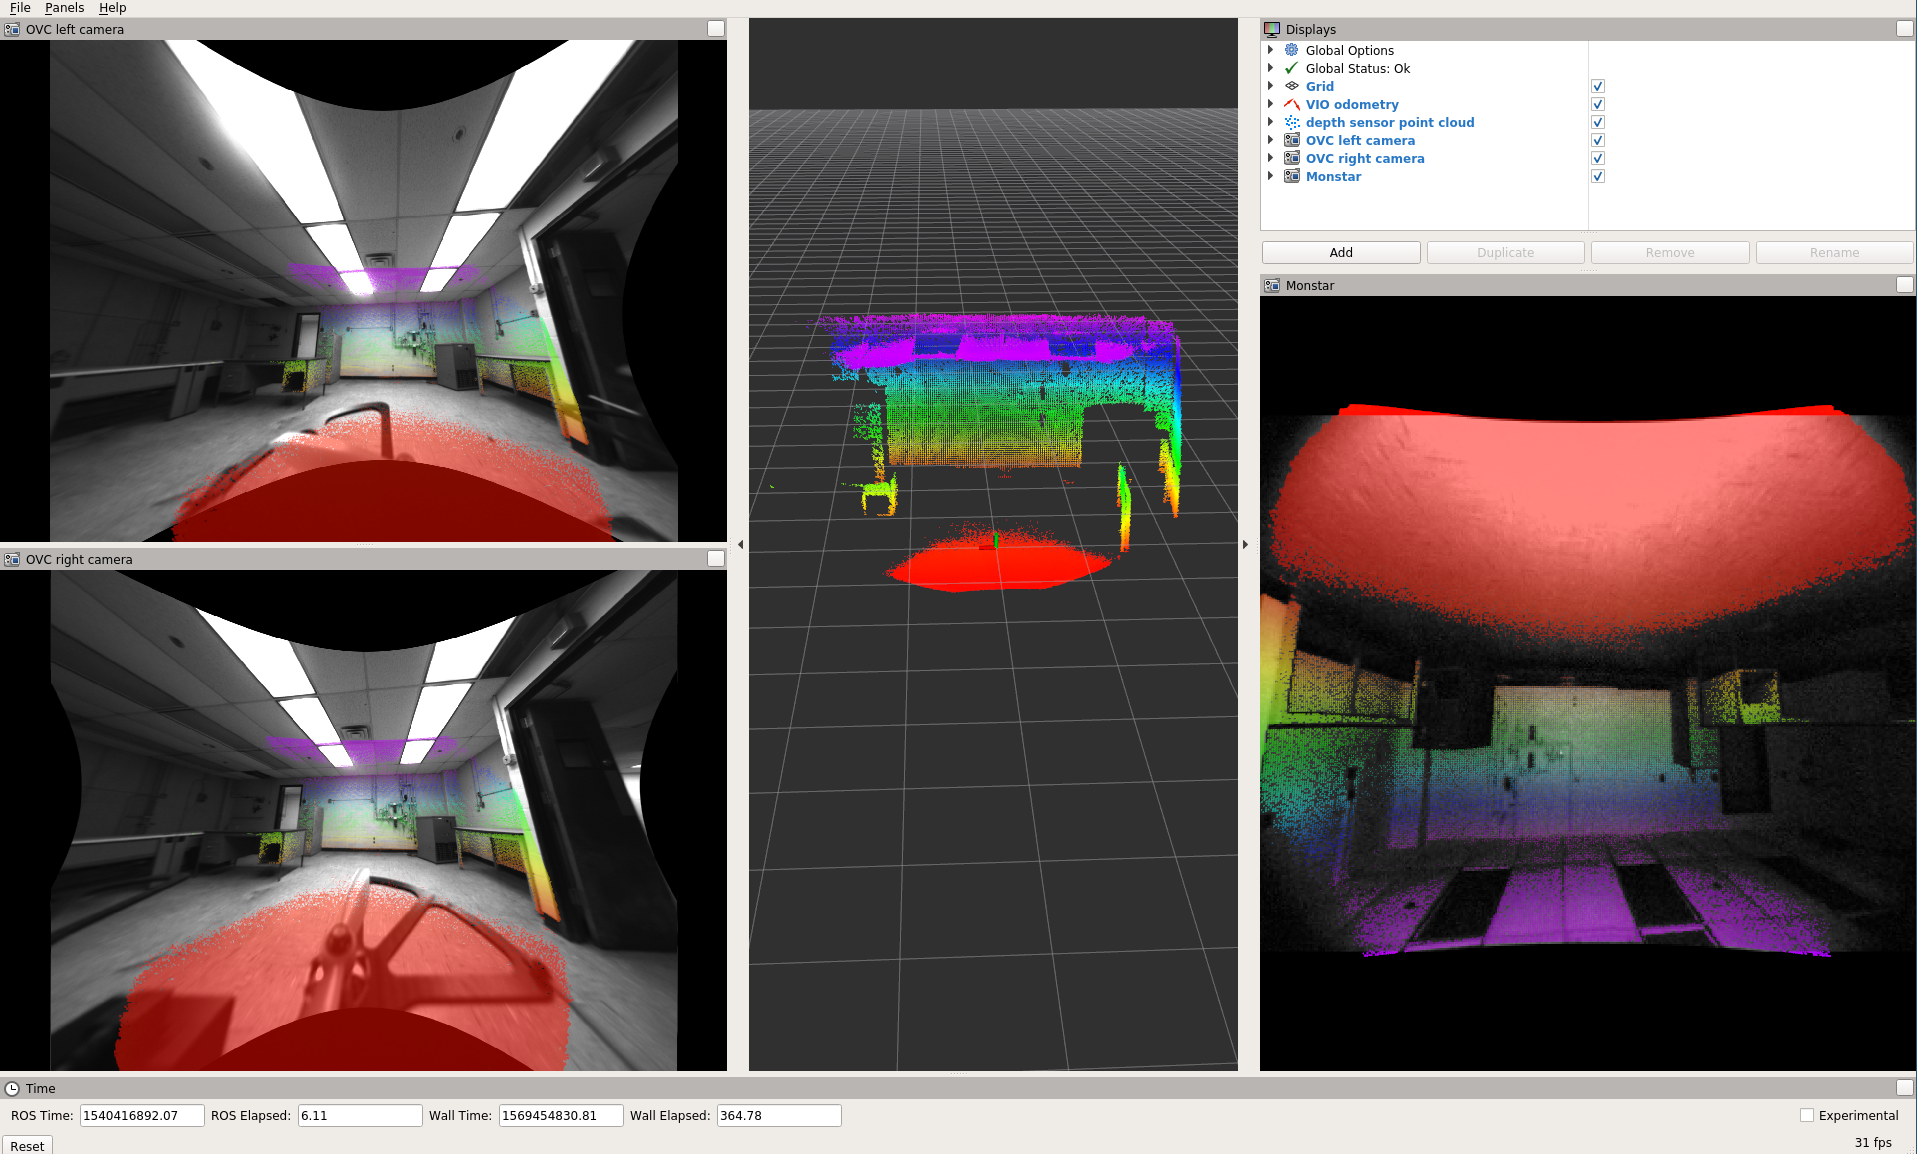 File Panels Help
OVC left camera
OVC right camera
Displays
Global Options
Global Status: Ok
Grid
VIO odometry
depth sensor point cloud
OVC left camera
OVC right camera
Monstar
Add Duplicate Remove Rename
Monstar
Time
ROS Time: 1540416892.07 ROS Elapsed: 6.11 Wall Time: 1569454830.81 Wall Elapsed: 364.78 Experimental
Reset 31 fps